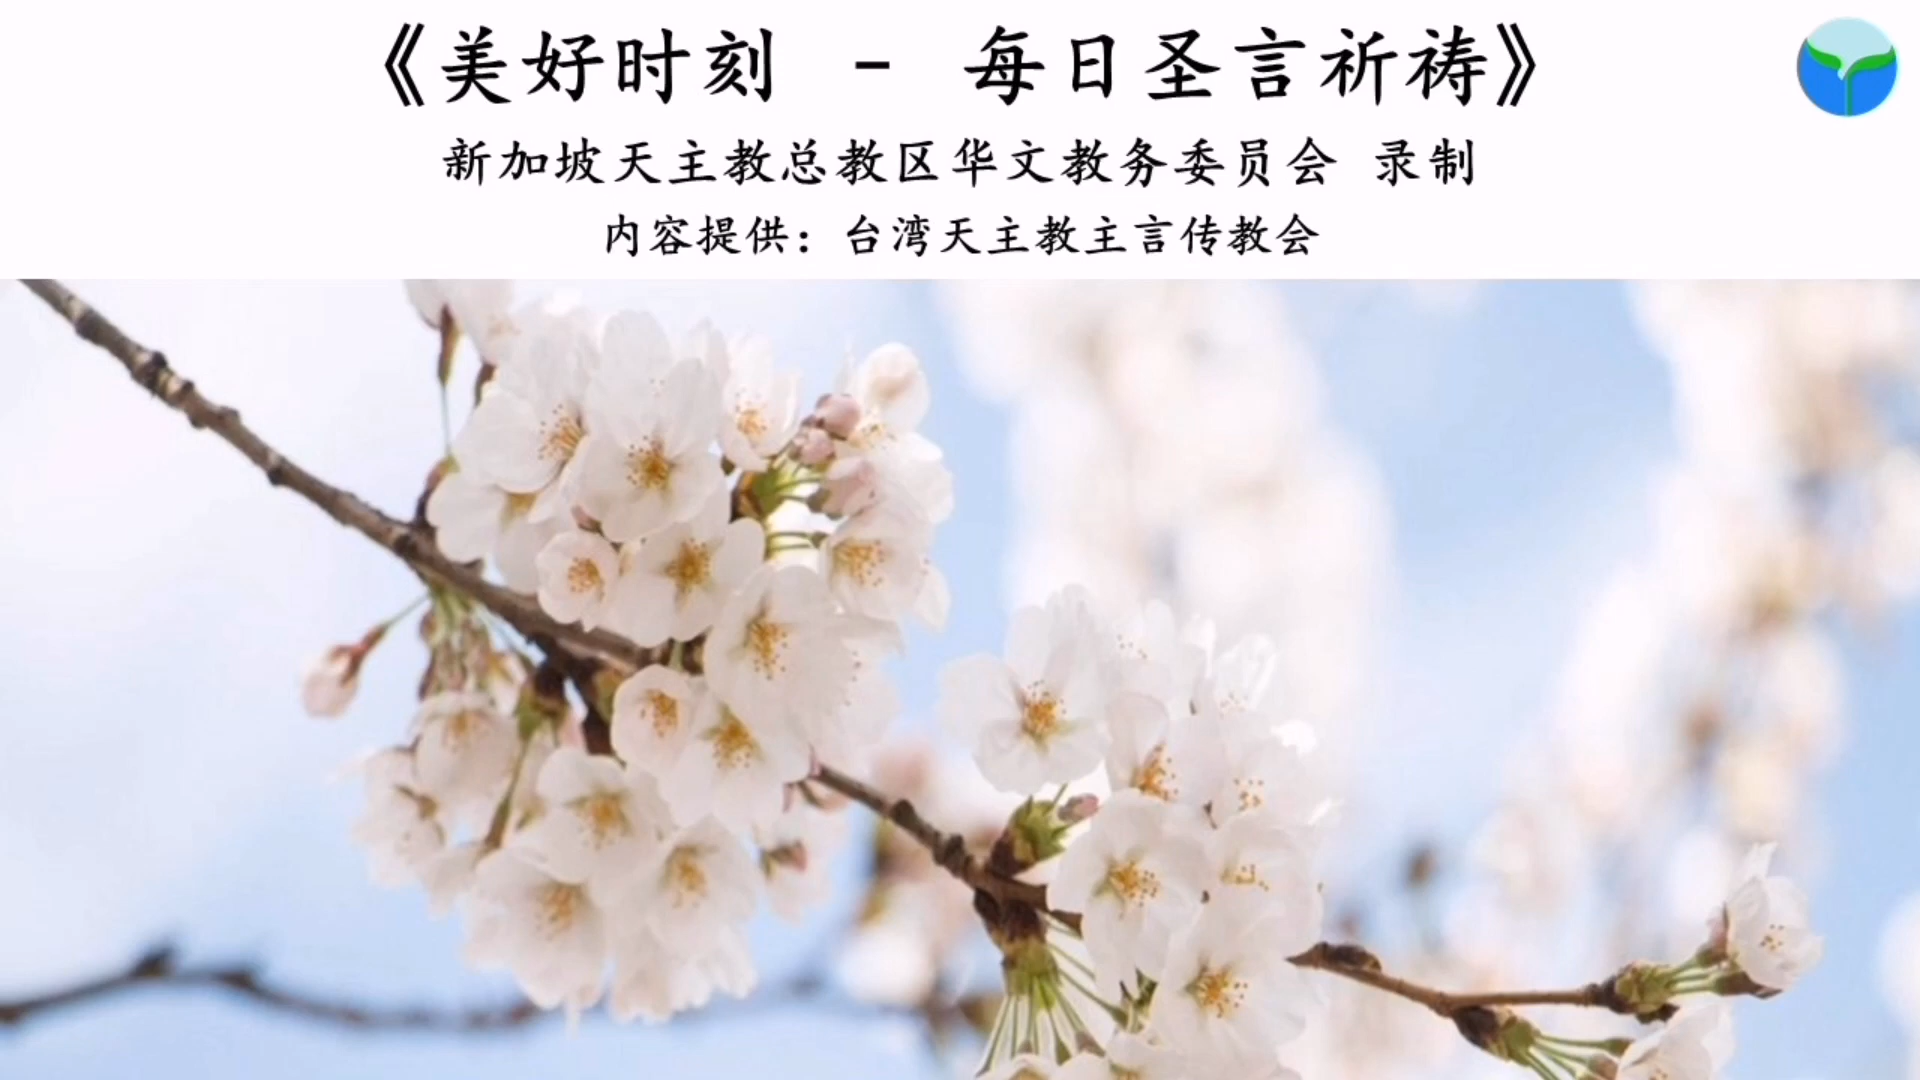 《美好时刻 - 每日圣言祈祷》
新加坡天主教总教区华文教务委员会 录制
内容提供：台湾天主教主言传教会